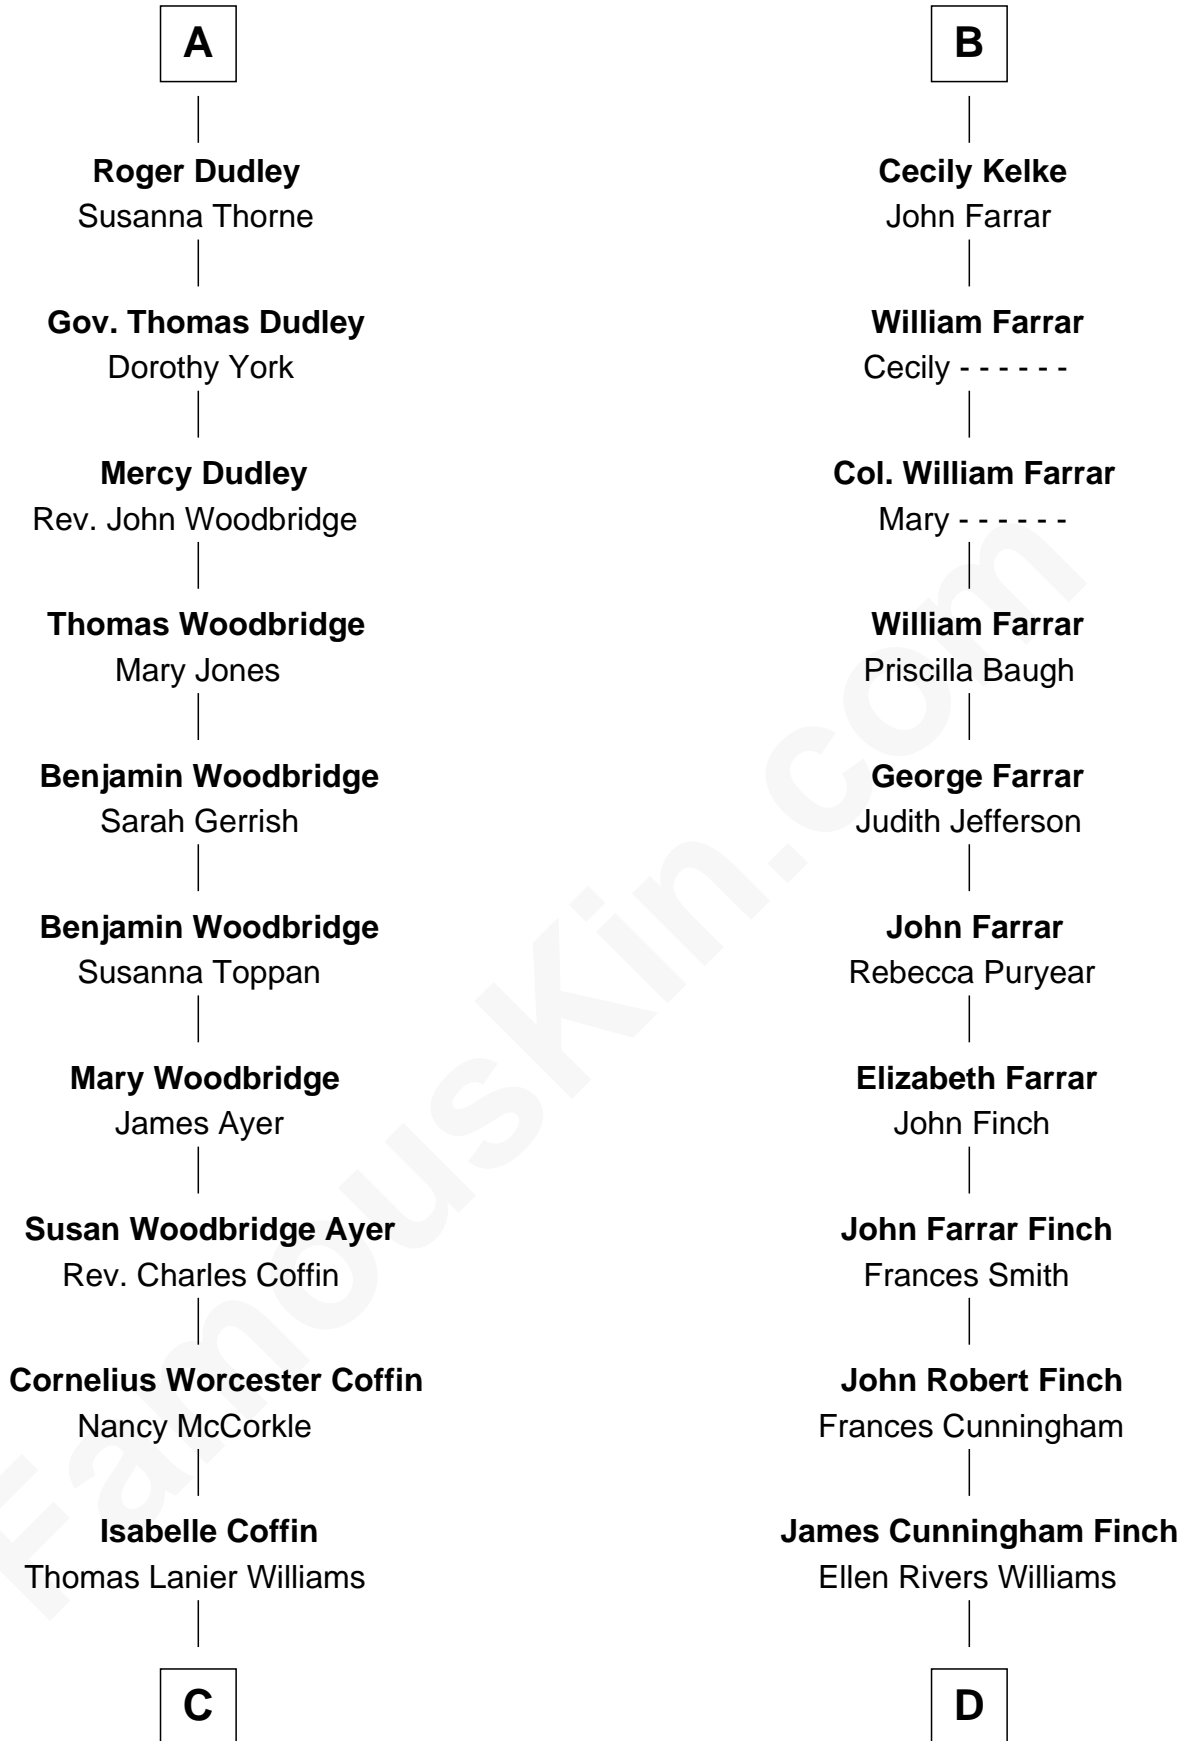 A
Roger Dudley
Susanna Thorne
Gov. Thomas Dudley
Dorothy York
Mercy Dudley
Rev. John Woodbridge
Thomas Woodbridge
Mary Jones
Benjamin Woodbridge
Sarah Gerrish
Benjamin Woodbridge
Susanna Toppan
Mary Woodbridge
James Ayer
Susan Woodbridge Ayer
Rev. Charles Coffin
Cornelius Worcester Coffin
Nancy McCorkle
Isabelle Coffin
Thomas Lanier Williams
C
B
Cecily Kelke
John Farrar
William Farrar
Cecily - - - - - -
Col. William Farrar
Mary - - - - - -
William Farrar
Priscilla Baugh
George Farrar
Judith Jefferson
John Farrar
Rebecca Puryear
Elizabeth Farrar
John Finch
John Farrar Finch
Frances Smith
John Robert Finch
Frances Cunningham
James Cunningham Finch
Ellen Rivers Williams
D
FamousKin.com